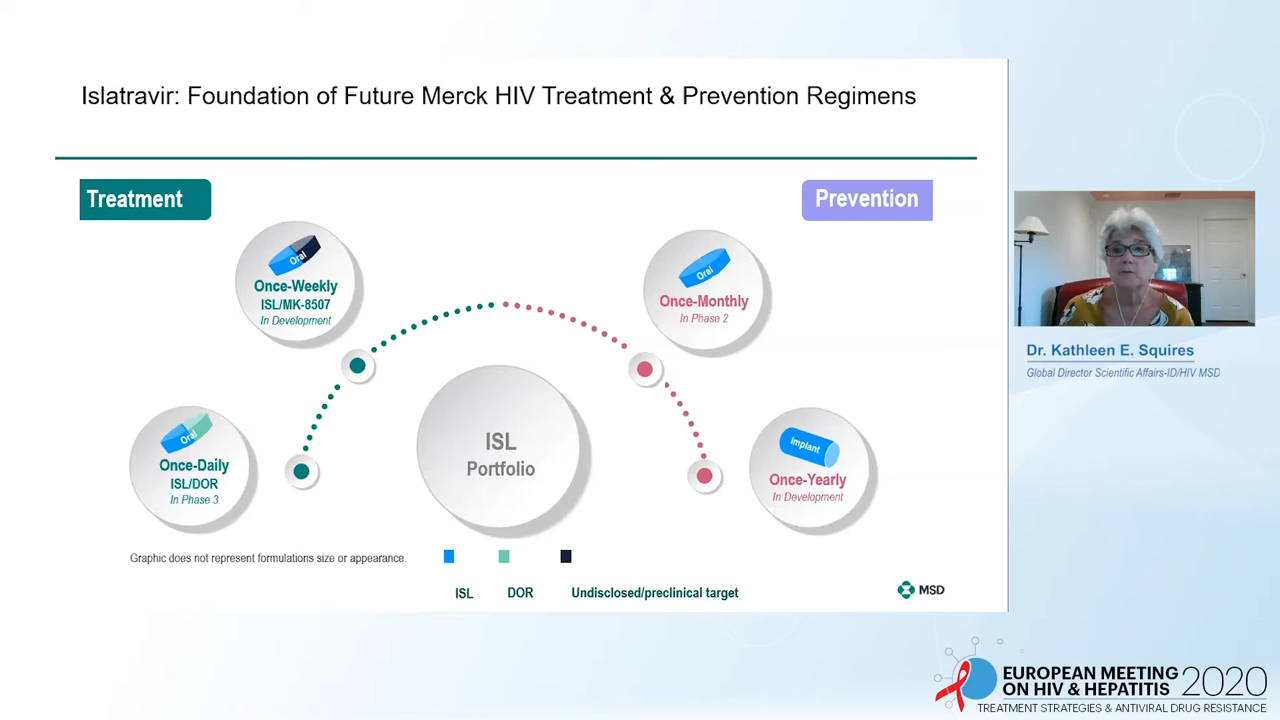 Islatravir: Foundation of Future Merck HIV Treatment & Prevention Regimens
Treatment
Prevention
Oral
Once-Weekly
ISL/MK-8507
In Development
Oral
Once-Monthly
In Phase 2
Oral
Once-Daily
ISL/DOR
In Phase 3
ISL
Portfolio
Implant
Once-Yearly
In Development
Graphic does not represent formulations size or appearance.
ISL
DOR
Undisclosed/preclinical target
MSD
Dr. Kathleen E. Squires
Global Director Scientific Affairs-ID/HIV MSD
EUROPEAN MEETING
ON HIV & HEPATITIS 2020
TREATMENT STRATEGIES & ANTIVIRAL DRUG RESISTANCE